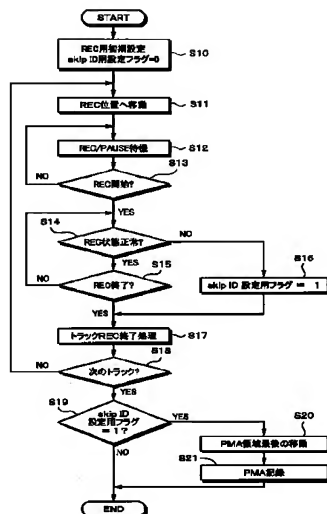 START
REC用初期設定
skip ID用設定フラグ=0
S10
REC位置へ移動
S11
REC/PAUSE待機
S12
S13
NO
REC開始?
YES
S14
REC状態正常?
NO
YES
S15
S16
NO
REC終了?
skip ID 設定用フラグ = 1
YES
トラックREC終了処理
S17
S18
NO
次のトラック?
YES
S19
skip ID
設定用フラグ
= 1 ?
YES
S20
PMA領域最後の移動
NO
S21
PMA記録
END